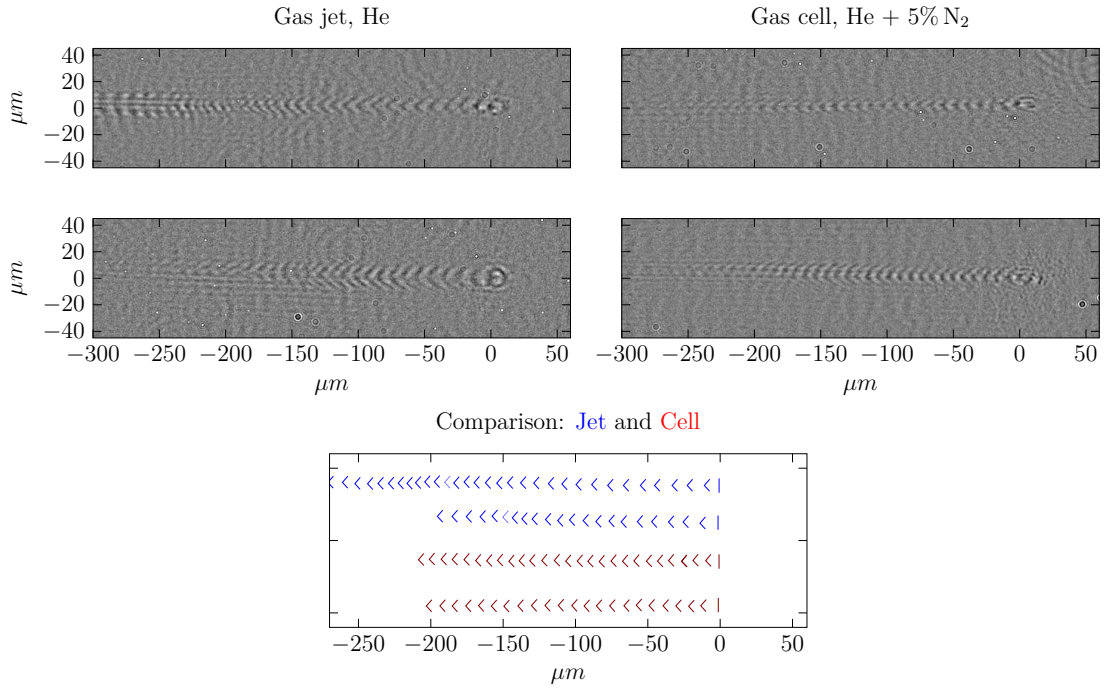 Gas jet, He
Gas cell, He + 5% N₂
40
20
0
−20
−40
μm
40
20
0
−20
−40
μm
−300 −250 −200 −150 −100 −50 0 50
−300 −250 −200 −150 −100 −50 0 50
μm
μm
Comparison: Jet and Cell
−250 −200 −150 −100 −50 0 50
μm